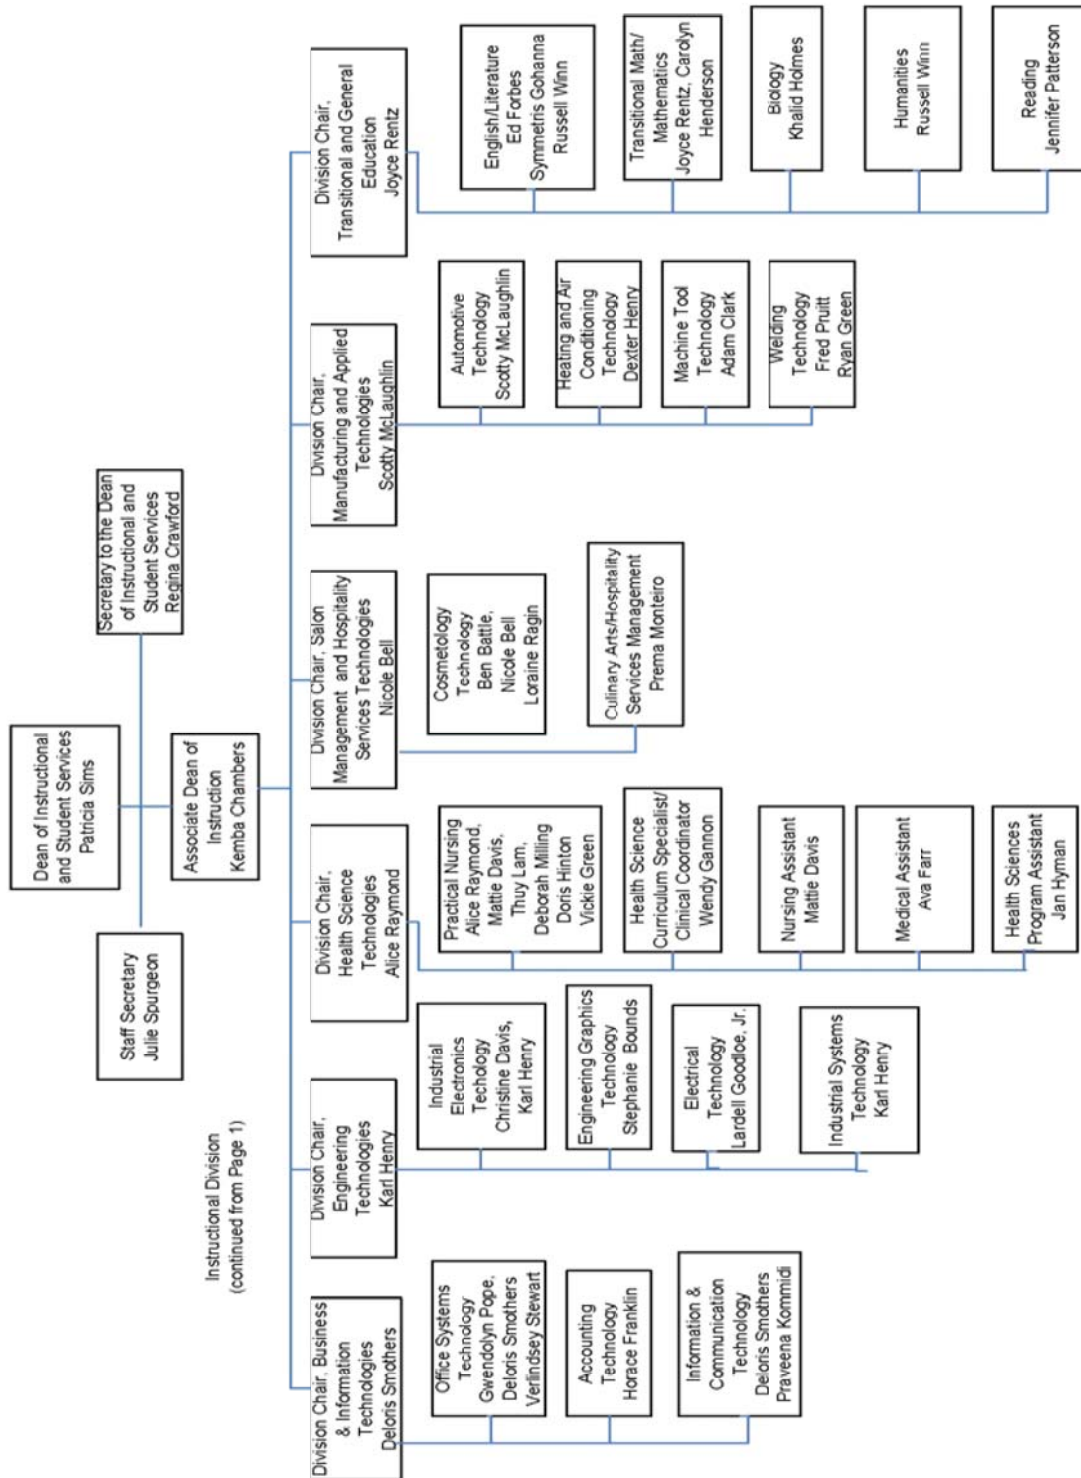 Instructional Division
(continued from Page 1)
Dean of Instructional
and Student Services
Patricia Sims
Staff Secretary
Julie Spurgeon
Secretary to the Dean
of Instructional and
Student Services
Regina Crawford
Associate Dean of
Instruction
Kemba Chambers
Division Chair, Business
& Information
Technologies
Deloris Smothers
Office Systems
Technology
Gwendolyn Pope,
Deloris Smothers
Verlindsey Stewart
Accounting
Technology
Horace Franklin
Information &
Communication
Technology
Deloris Smothers
Praveena Kommidi
Division Chair,
Engineering
Technologies
Karl Henry
Industrial
Electronics
Techology
Christine Davis,
Karl Henry
Engineering Graphics
Technology
Stephanie Bounds
Electrical
Technology
Lardell Goodloe, Jr.
Industrial Systems
Technology
Karl Henry
Division Chair,
Health Science
Technologies
Alice Raymond
Practical Nursing
Alice Raymond,
Mattie Davis,
Thuy Lam,
Deborah Milling
Doris Hinton
Vickie Green
Health Science
Curriculum Specialist/
Clinical Coordinator
Wendy Gannon
Nursing Assistant
Mattie Davis
Medical Assistant
Ava Farr
Health Sciences
Program Assistant
Jan Hyman
Division Chair, Salon
Management and Hospitality
Services Technologies
Nicole Bell
Cosmetology
Technology
Ben Battle,
Nicole Bell
Loraine Ragin
Culinary Arts/Hospitality
Services Management
Prema Monteiro
Division Chair,
Manufacturing and Applied
Technologies
Scotty McLaughlin
Automotive
Technology
Scotty McLaughlin
Heating and Air
Conditioning
Technology
Dexter Henry
Machine Tool
Technology
Adam Clark
Welding
Technology
Fred Pruitt
Ryan Green
Division Chair,
Transitional and General
Education
Joyce Rentz
English/Literature
Ed Forbes
Symmetris Gohanna
Russell Winn
Transitional Math/
Mathematics
Joyce Rentz, Carolyn
Henderson
Biology
Khalid Holmes
Humanities
Russell Winn
Reading
Jennifer Patterson